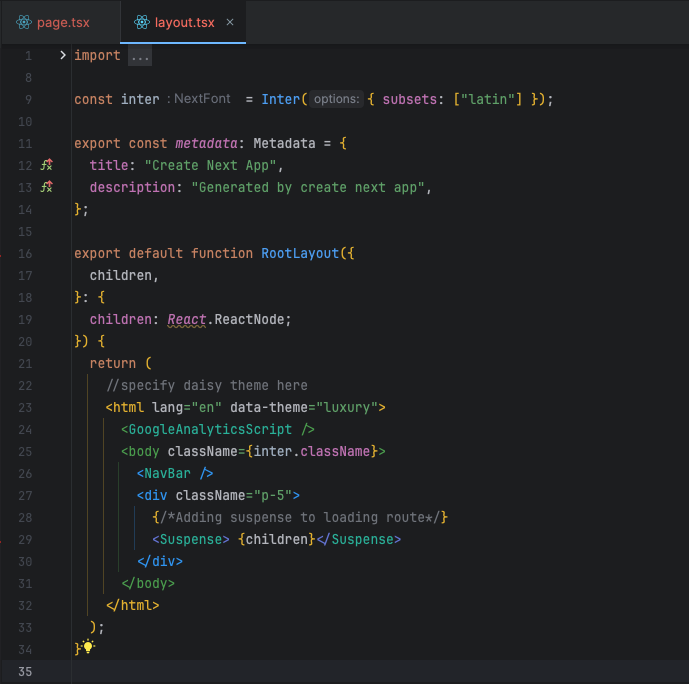 page.tsx layout.tsx ×
1 import ...
8
9 const inter : NextFont = Inter( options: { subsets: ["latin"] });
10
11 export const metadata: Metadata = {
12 title: "Create Next App",
13 description: "Generated by create next app",
14 };
15
16 export default function RootLayout({
17 children,
18 }: {
19 children: React.ReactNode;
20 }) {
21 return (
22 //specify daisy theme here
23 <html lang="en" data-theme="luxury">
24 <GoogleAnalyticsScript />
25 <body className={inter.className}>
26 <NavBar />
27 <div className="p-5">
28 {/*Adding suspense to loading route*/}
29 <Suspense> {children}</Suspense>
30 </div>
31 </body>
32 </html>
33 );
34 }
35